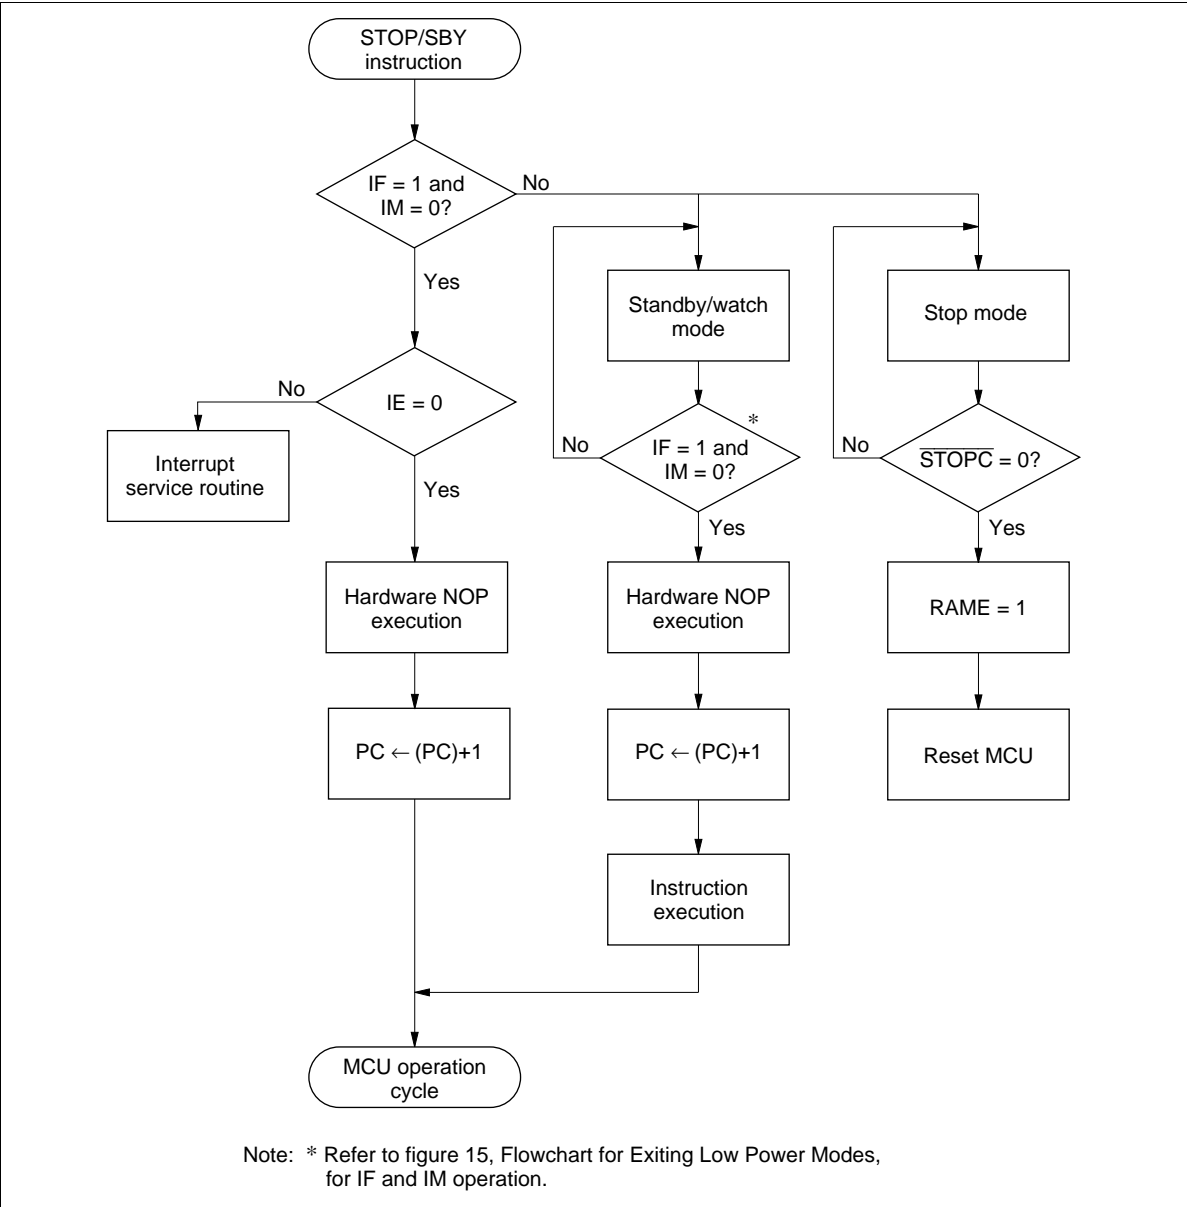 STOP/SBY
instruction
IF = 1 and
IM = 0?
No
Yes
Standby/watch
mode
Stop mode
No
IE = 0
*
No
IF = 1 and
IM = 0?
No
STOPC = 0?
Interrupt
service routine
Yes
Yes
Yes
Hardware NOP
execution
Hardware NOP
execution
RAME = 1
PC ← (PC)+1
PC ← (PC)+1
Reset MCU
Instruction
execution
MCU operation
cycle
Note: * Refer to figure 15, Flowchart for Exiting Low Power Modes,
for IF and IM operation.